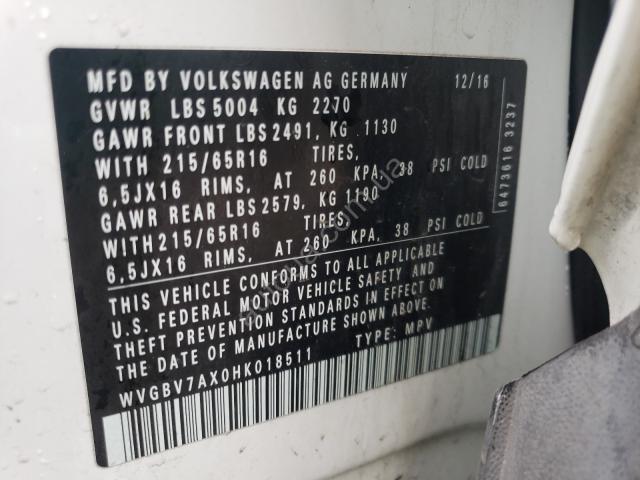 MFD BY VOLKSWAGEN AG GERMANY 12/16
GVWR LBS 5004 KG 2270
GAWR FRONT LBS 2491, KG 1130
WITH 215/65R16 TIRES,
6,5JX16 RIMS, AT 260 KPA, 38 PSI COLD
GAWR REAR LBS 2579, KG 1190
WITH 215/65R16 TIRES,
6,5JX16 RIMS, AT 260 KPA, 38 PSI COLD
THIS VEHICLE CONFORMS TO ALL APPLICABLE
U.S. FEDERAL MOTOR VEHICLE SAFETY AND
THEFT PREVENTION STANDARDS IN EFFECT ON
THE DATE OF MANUFACTURE SHOWN ABOVE.
WVGBV7AX0HK018511 TYPE: MPV
6473616 3237